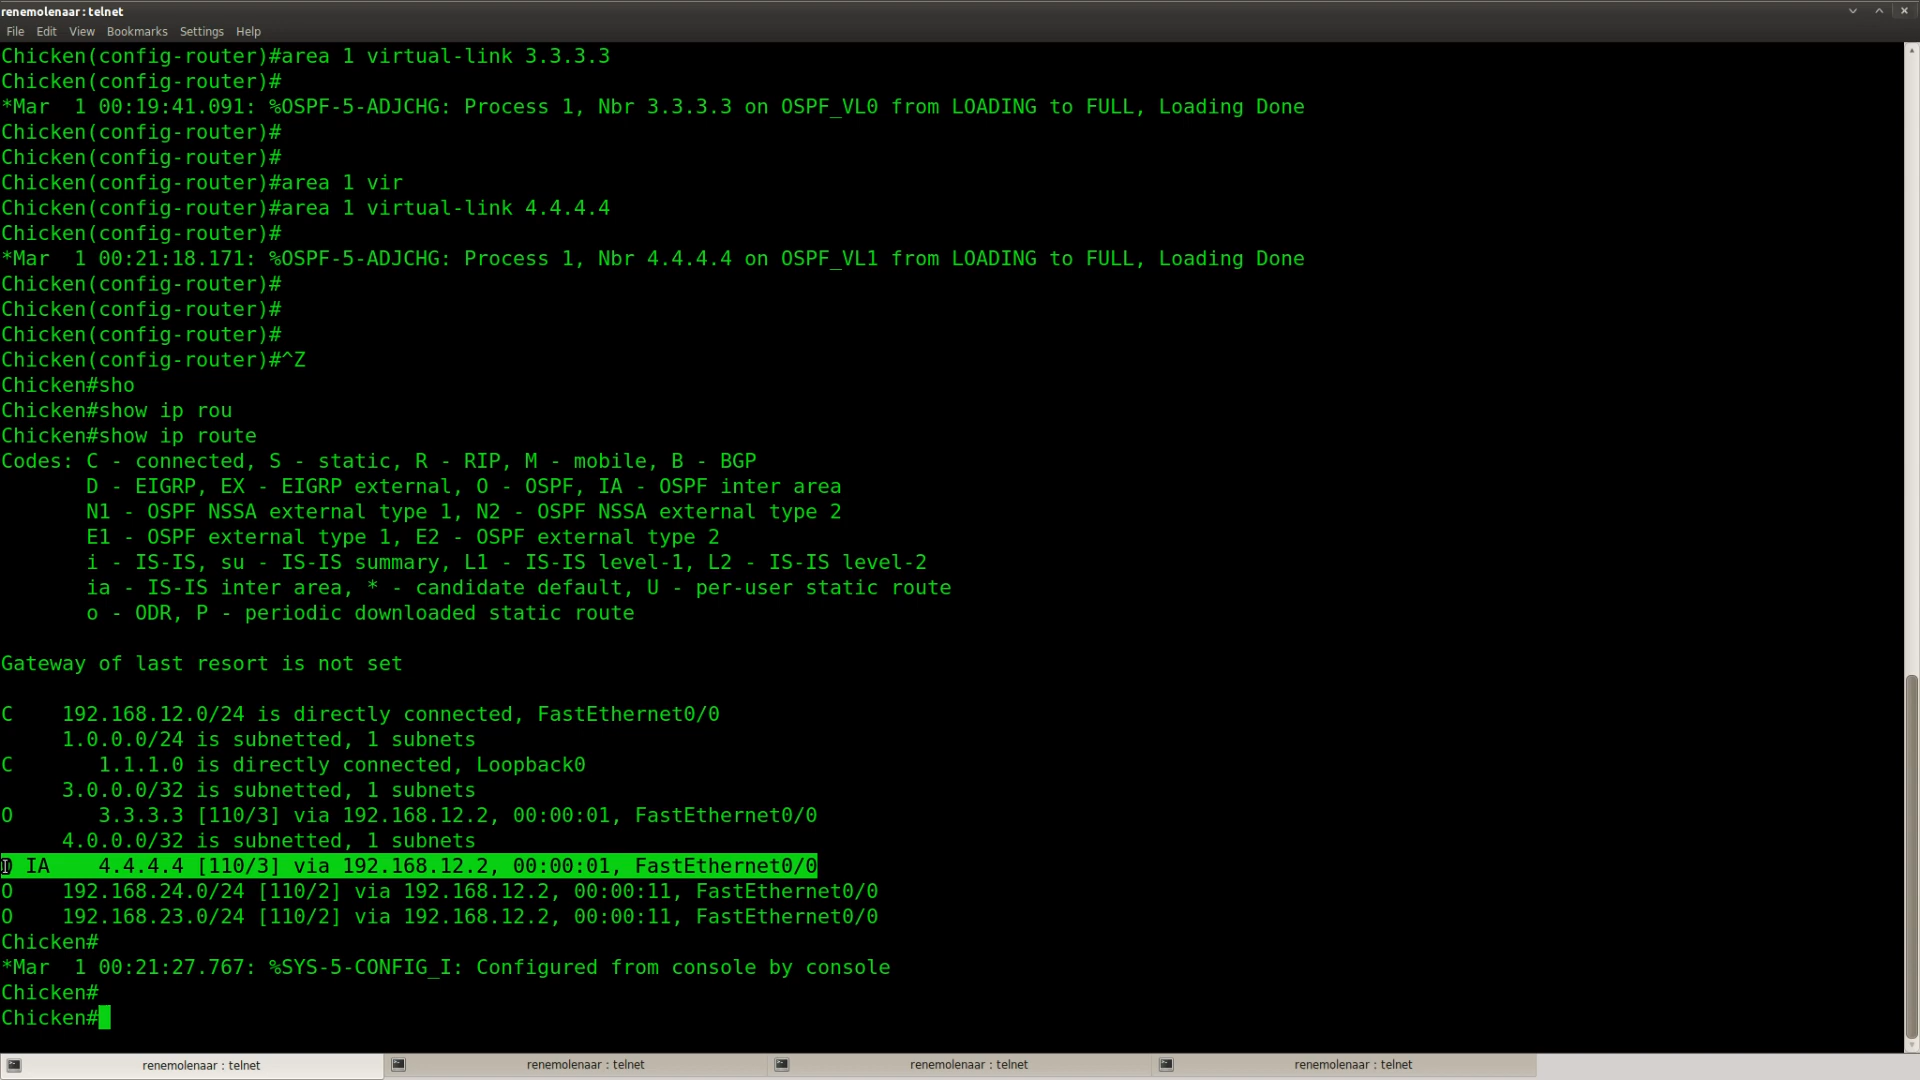 renemolenaar : telnet
File Edit View Bookmarks Settings Help
Chicken(config-router)#area 1 virtual-link 3.3.3.3
Chicken(config-router)#
*Mar  1 00:19:41.091: %OSPF-5-ADJCHG: Process 1, Nbr 3.3.3.3 on OSPF_VL0 from LOADING to FULL, Loading Done
Chicken(config-router)#
Chicken(config-router)#
Chicken(config-router)#area 1 vir
Chicken(config-router)#area 1 virtual-link 4.4.4.4
Chicken(config-router)#
*Mar  1 00:21:18.171: %OSPF-5-ADJCHG: Process 1, Nbr 4.4.4.4 on OSPF_VL1 from LOADING to FULL, Loading Done
Chicken(config-router)#
Chicken(config-router)#
Chicken(config-router)#
Chicken(config-router)#^Z
Chicken#sho
Chicken#show ip rou
Chicken#show ip route
Codes: C - connected, S - static, R - RIP, M - mobile, B - BGP
       D - EIGRP, EX - EIGRP external, O - OSPF, IA - OSPF inter area
       N1 - OSPF NSSA external type 1, N2 - OSPF NSSA external type 2
       E1 - OSPF external type 1, E2 - OSPF external type 2
       i - IS-IS, su - IS-IS summary, L1 - IS-IS level-1, L2 - IS-IS level-2
       ia - IS-IS inter area, * - candidate default, U - per-user static route
       o - ODR, P - periodic downloaded static route
Gateway of last resort is not set
C    192.168.12.0/24 is directly connected, FastEthernet0/0
     1.0.0.0/24 is subnetted, 1 subnets
C       1.1.1.0 is directly connected, Loopback0
     3.0.0.0/32 is subnetted, 1 subnets
O       3.3.3.3 [110/3] via 192.168.12.2, 00:00:01, FastEthernet0/0
     4.0.0.0/32 is subnetted, 1 subnets
O IA    4.4.4.4 [110/3] via 192.168.12.2, 00:00:01, FastEthernet0/0
O    192.168.24.0/24 [110/2] via 192.168.12.2, 00:00:11, FastEthernet0/0
O    192.168.23.0/24 [110/2] via 192.168.12.2, 00:00:11, FastEthernet0/0
Chicken#
*Mar  1 00:21:27.767: %SYS-5-CONFIG_I: Configured from console by console
Chicken#
Chicken#
renemolenaar : telnet renemolenaar : telnet renemolenaar : telnet renemolenaar : telnet